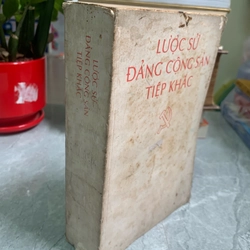 LƯỢC SỬ
ĐẢNG CỘNG SẢN
TIỆP KHẮC
LƯỢC SỬ
ĐẢNG CỘNG SẢN
TIỆP KHẮC